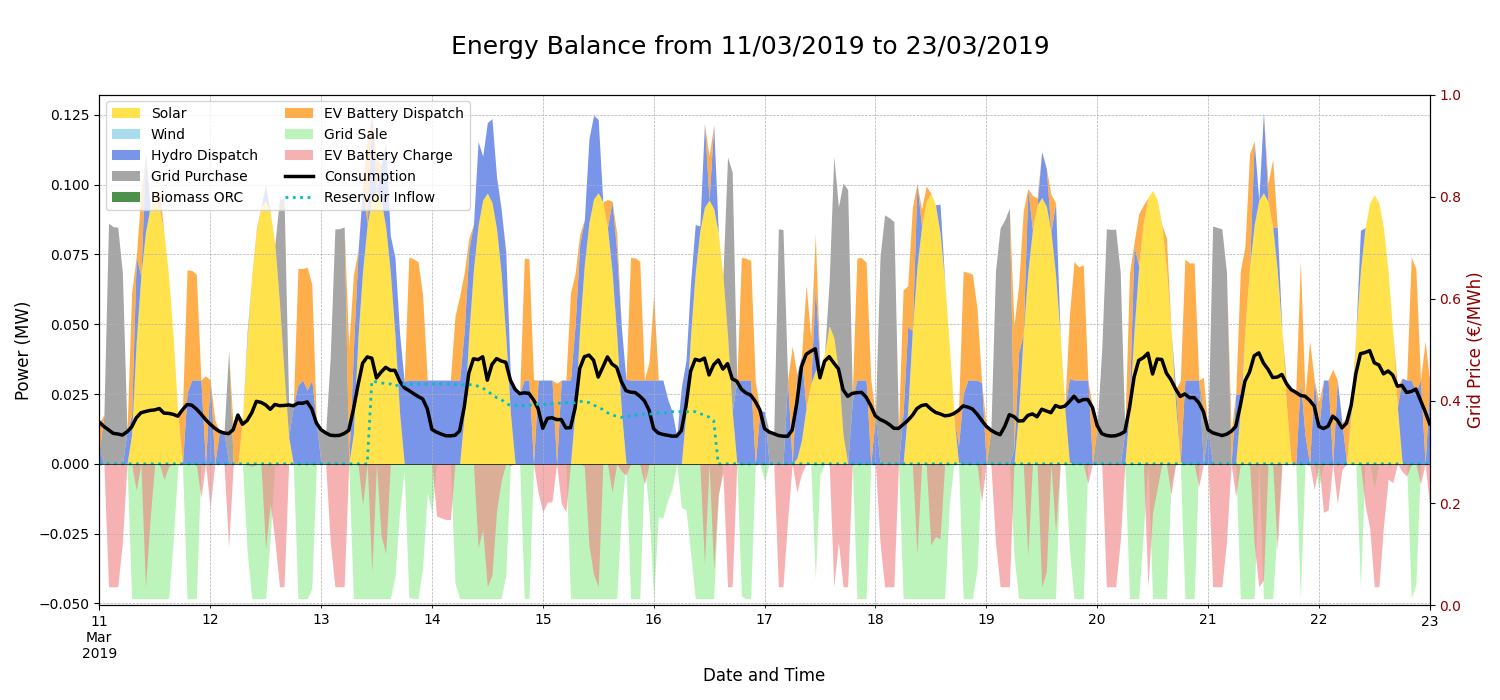 Energy Balance from 11/03/2019 to 23/03/2019
Solar
Wind
Hydro Dispatch
Grid Purchase
Biomass ORC
EV Battery Dispatch
Grid Sale
EV Battery Charge
Consumption
Reservoir Inflow
Power (MW)
0.125
0.100
0.075
0.050
0.025
0.000
−0.025
−0.050
1.0
0.8
0.6
0.4
0.2
0.0
Grid Price (€/MWh)
11 12 13 14 15 16 17 18 19 20 21 22 23
Mar
2019
Date and Time